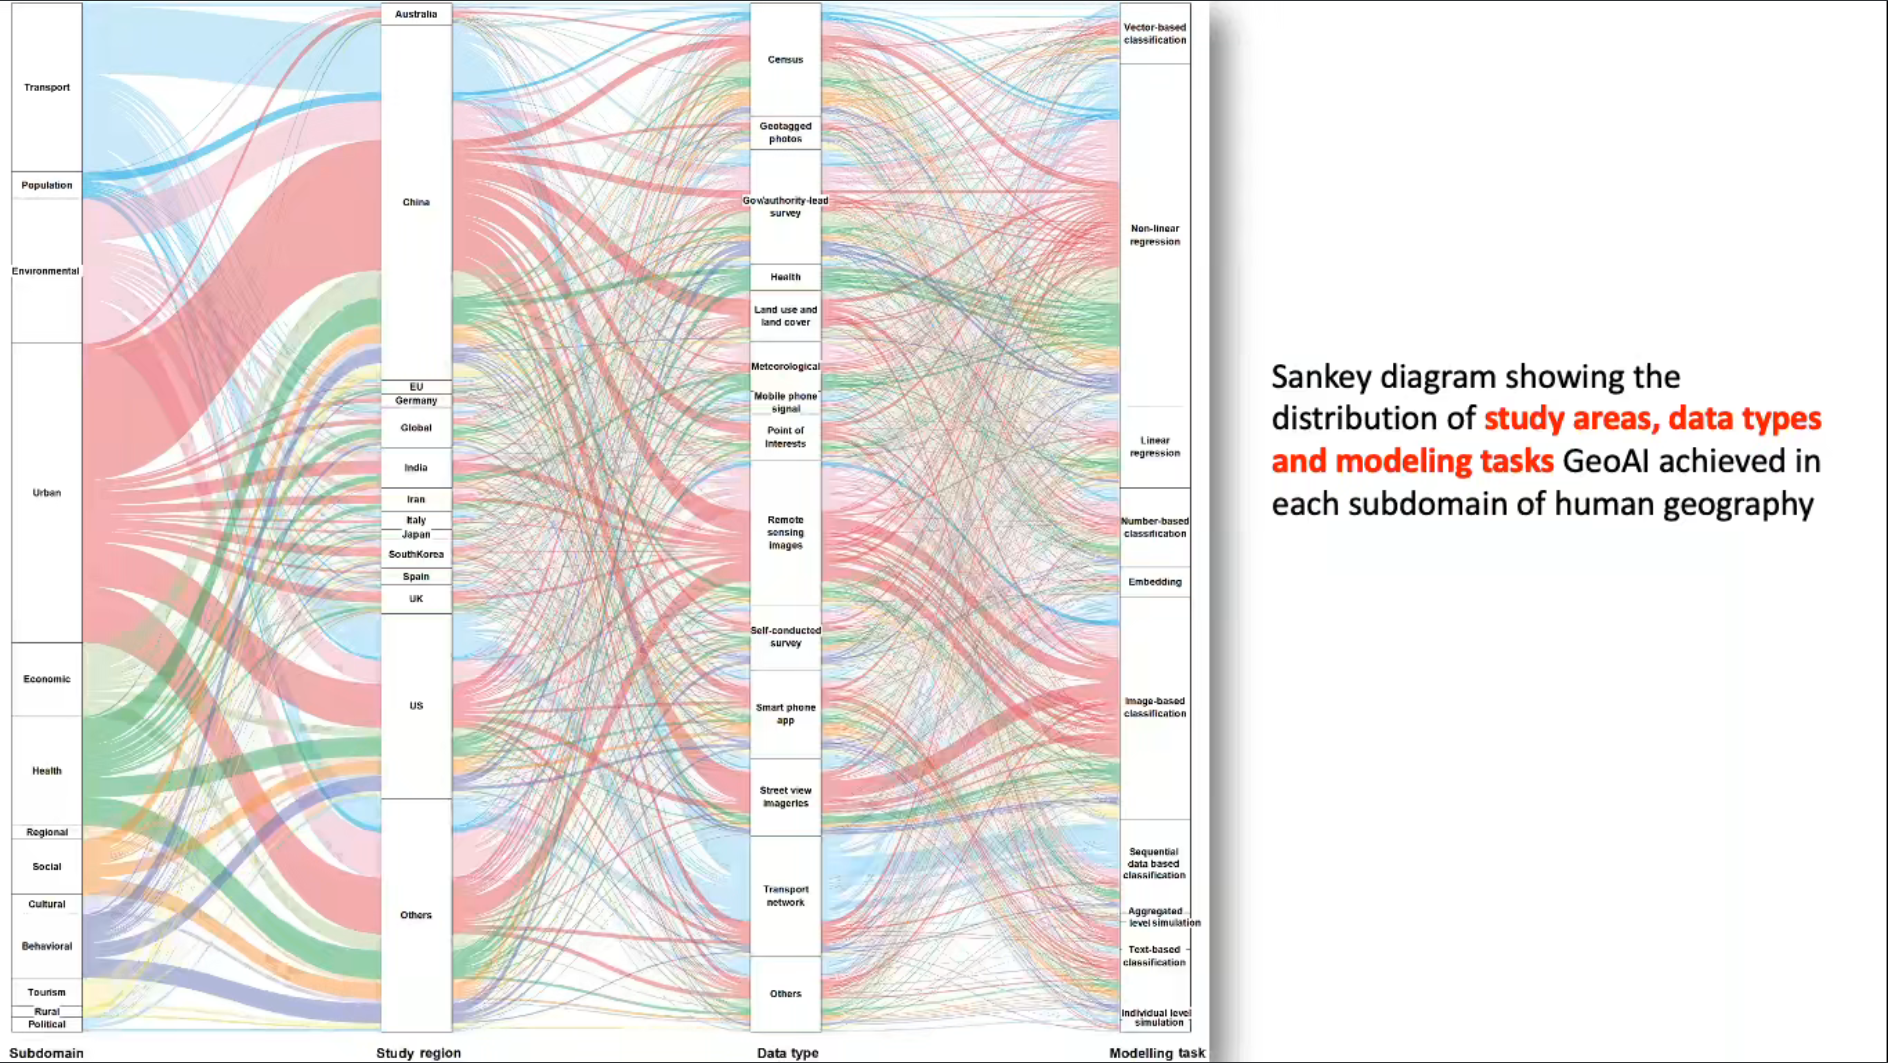 Transport
Population
Environmental
Urban
Economic
Health
Regional
Social
Cultural
Behavioral
Tourism
Rural
Political
Subdomain
Australia
China
EU
Germany
Global
India
Iran
Italy
Japan
SouthKorea
Spain
UK
US
Others
Study region
Census
Geotagged
photos
Gov/authority-lead
survey
Health
Land use and
land cover
Meteorological
Mobile phone
signal
Point of
Interests
Remote
sensing
images
Self-conducted
survey
Smart phone
app
Street view
imageries
Transport
network
Others
Data type
Vector-based
classification
Non-linear
regression
Linear
regression
Number-based
classification
Embedding
Image-based
classification
Sequential
data based
classification
Aggregated
level simulation
Text-based
classification
Individual level
simulation
Modelling task
Sankey diagram showing the
distribution of study areas, data types
and modeling tasks GeoAI achieved in
each subdomain of human geography